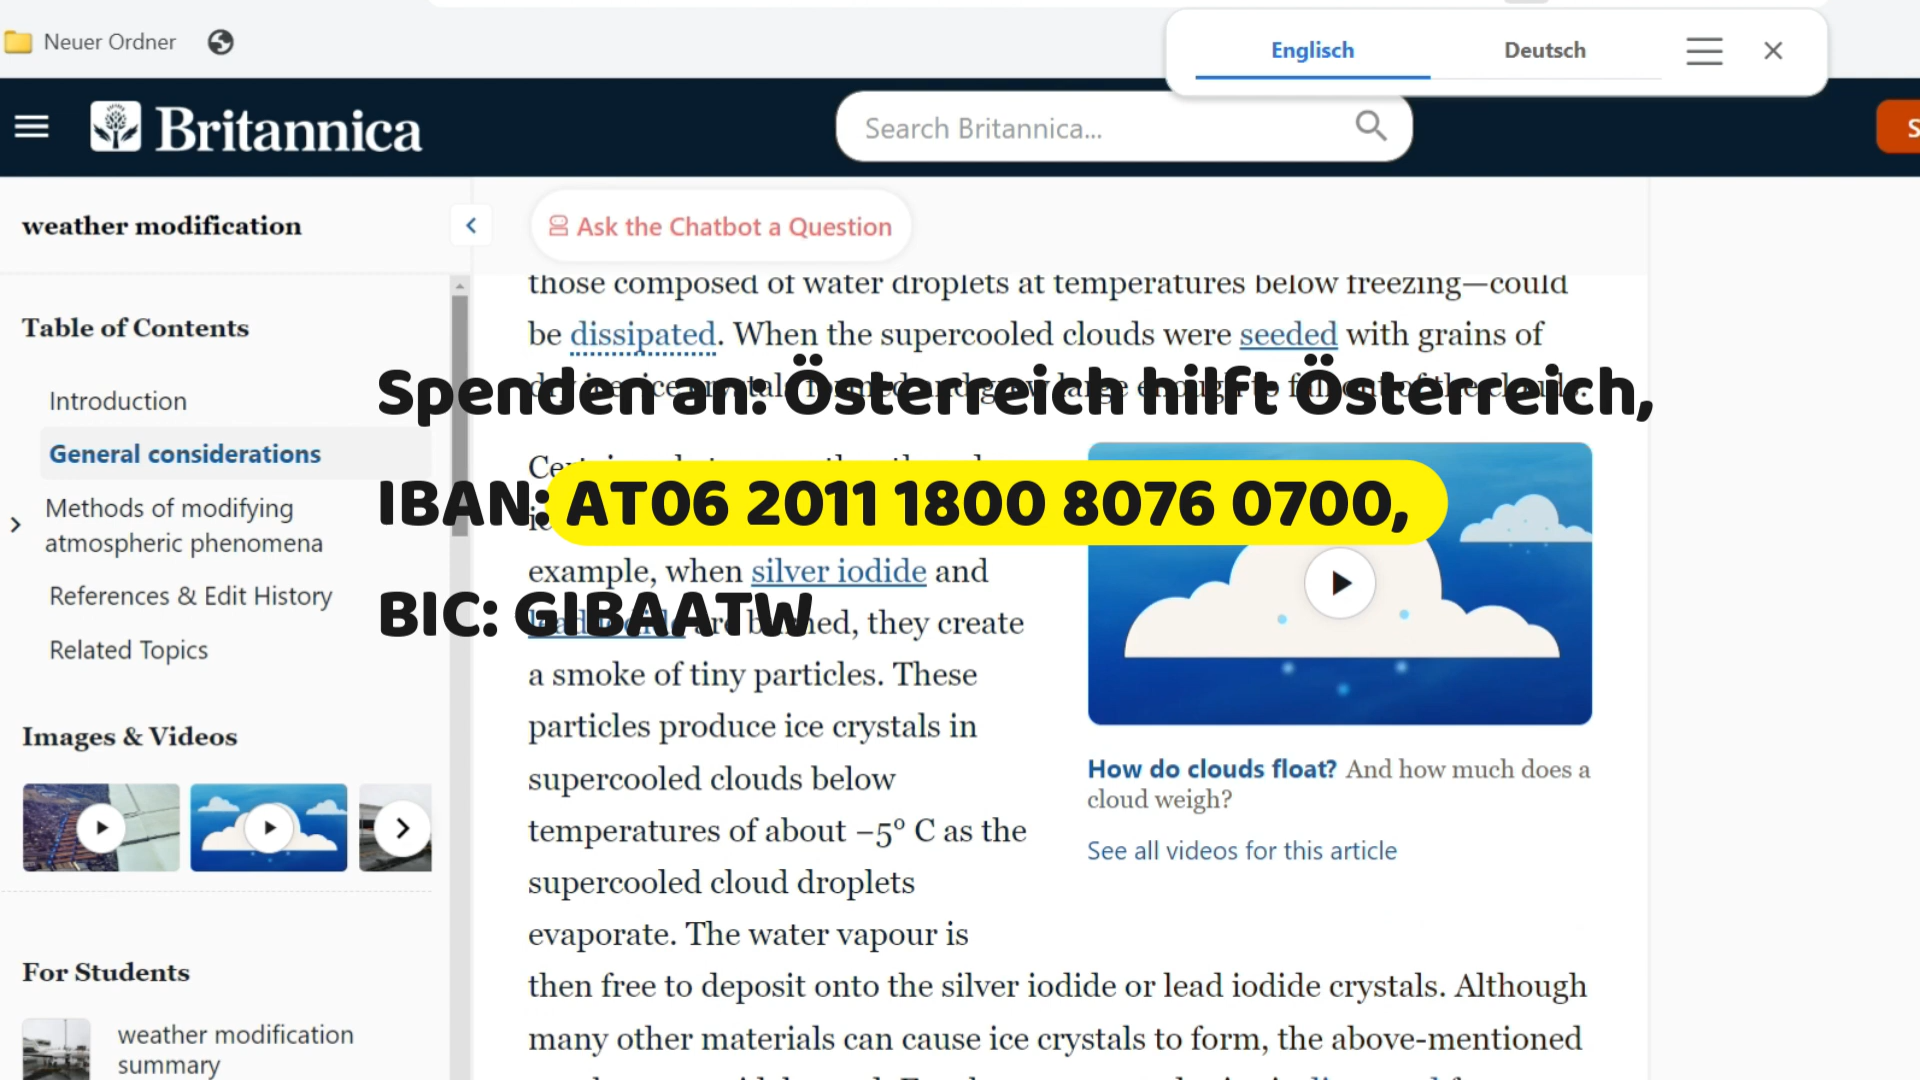 Neuer Ordner
Englisch
Deutsch
Britannica
Search Britannica...
S
weather modification
Ask the Chatbot a Question
Table of Contents
Introduction
General considerations
Methods of modifying
atmospheric phenomena
References & Edit History
Related Topics
Images & Videos
For Students
weather modification
summary
those composed of water droplets at temperatures below freezing—could
be dissipated. When the supercooled clouds were seeded with grains of
Spenden an: Österreich hilft Österreich,
IBAN: AT06 2011 1800 8076 0700,
BIC: GIBAATWW
example, when silver iodide and
they create
a smoke of tiny particles. These
particles produce ice crystals in
supercooled clouds below
temperatures of about −5° C as the
supercooled cloud droplets
evaporate. The water vapour is
then free to deposit onto the silver iodide or lead iodide crystals. Although
many other materials can cause ice crystals to form, the above-mentioned
How do clouds float? And how much does a
cloud weigh?
See all videos for this article